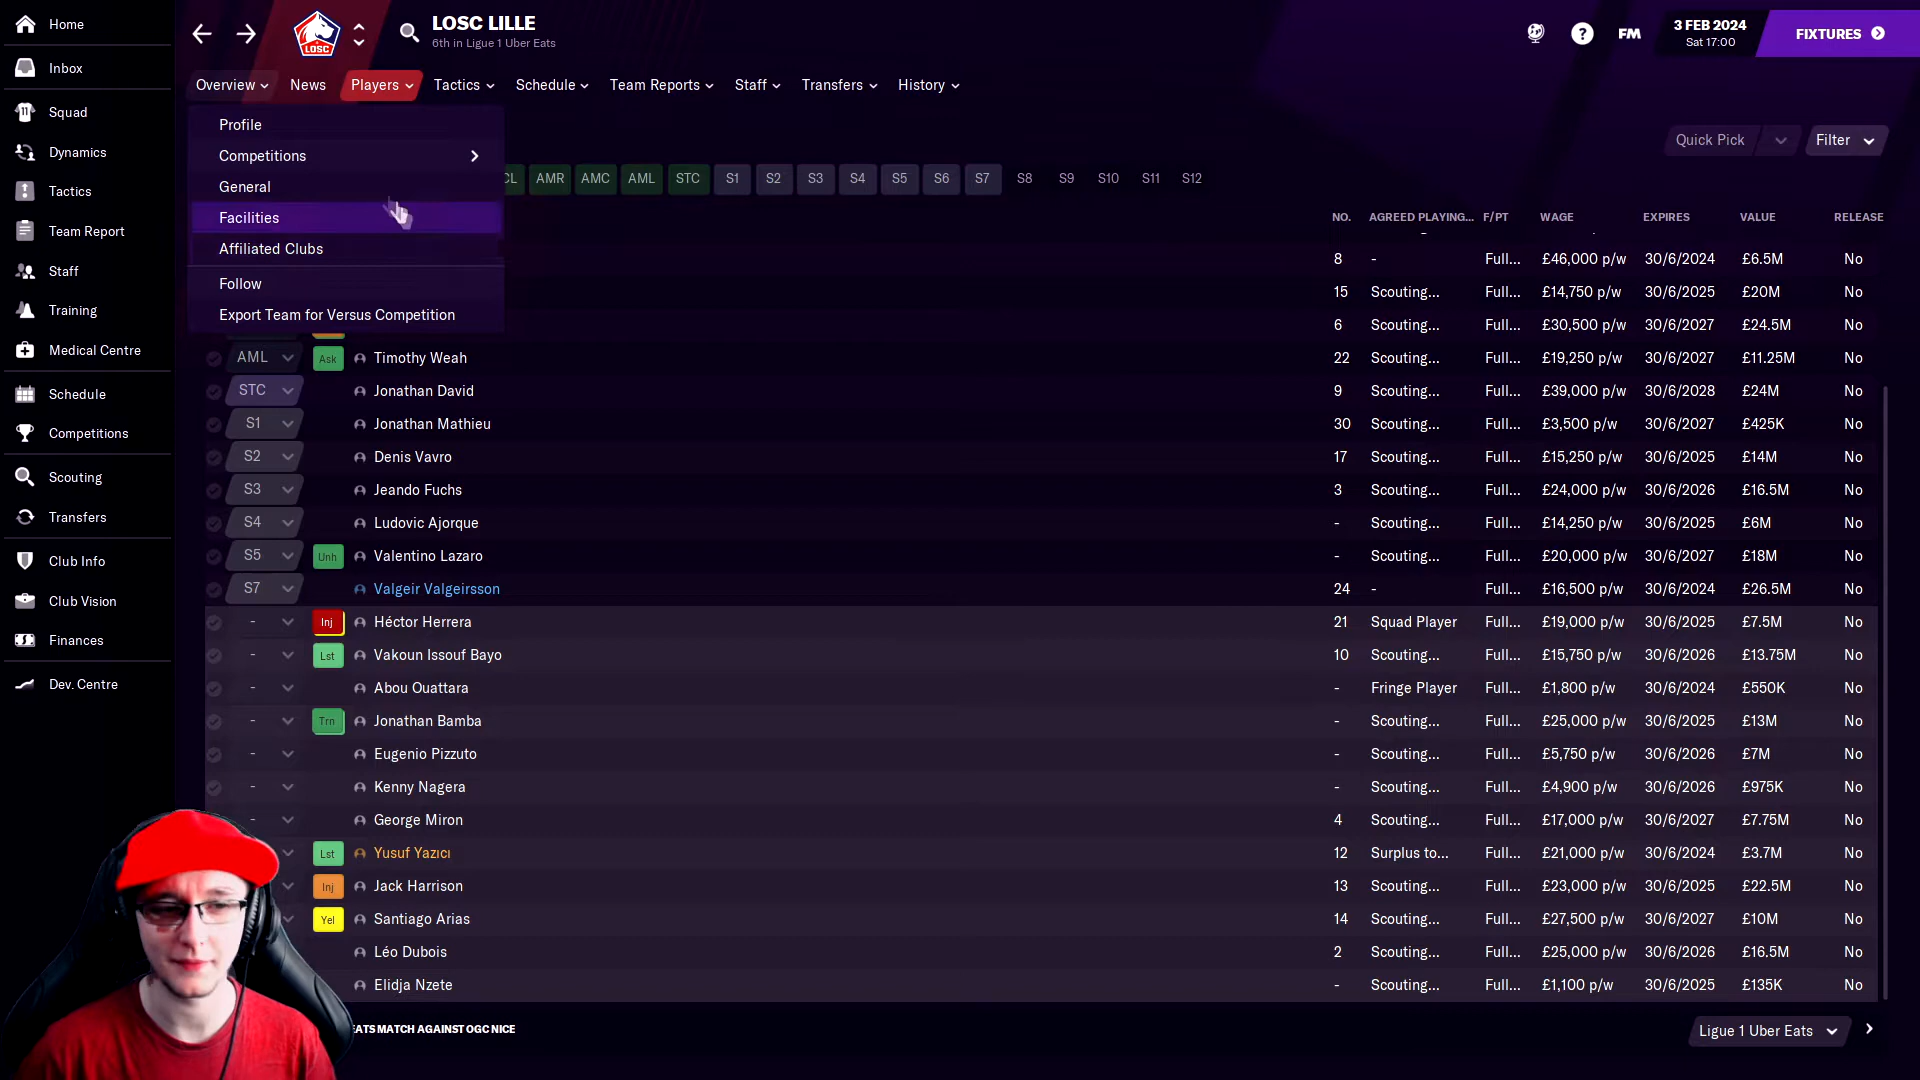 Home
Inbox
Squad
Dynamics
Tactics
Team Report
Staff
Training
Medical Centre
Schedule
Competitions
Scouting
Transfers
Club Info
Club Vision
Finances
Dev. Centre
LOSC
LOSC LILLE
6th in Ligue 1 Uber Eats
FM
3 FEB 2024
Sat 17:00
FIXTURES
Overview News Players Tactics Schedule Team Reports Staff Transfers History
Profile
Competitions
General
Facilities
Affiliated Clubs
Follow
Export Team for Versus Competition
Quick Pick Filter
CL AMR AMC AML STC S1 S2 S3 S4 S5 S6 S7 S8 S9 S10 S11 S12
NO. AGREED PLAYING... F/PT WAGE EXPIRES VALUE RELEASE
8 - Full... £46,000 p/w 30/6/2024 £6.5M No
15 Scouting... Full... £14,750 p/w 30/6/2025 £20M No
6 Scouting... Full... £30,500 p/w 30/6/2027 £24.5M No
AML Ask Timothy Weah 22 Scouting... Full... £19,250 p/w 30/6/2027 £11.25M No
STC Jonathan David 9 Scouting... Full... £39,000 p/w 30/6/2028 £24M No
S1 Jonathan Mathieu 30 Scouting... Full... £3,500 p/w 30/6/2027 £425K No
S2 Denis Vavro 17 Scouting... Full... £15,250 p/w 30/6/2025 £14M No
S3 Jeando Fuchs 3 Scouting... Full... £24,000 p/w 30/6/2026 £16.5M No
S4 Ludovic Ajorque - Scouting... Full... £14,250 p/w 30/6/2025 £6M No
S5 Unh Valentino Lazaro - Scouting... Full... £20,000 p/w 30/6/2027 £18M No
S7 Valgeir Valgeirsson 24 - Full... £16,500 p/w 30/6/2024 £26.5M No
- Inj Héctor Herrera 21 Squad Player Full... £19,000 p/w 30/6/2025 £7.5M No
- Lst Vakoun Issouf Bayo 10 Scouting... Full... £15,750 p/w 30/6/2026 £13.75M No
- Abou Ouattara - Fringe Player Full... £1,800 p/w 30/6/2024 £550K No
- Trn Jonathan Bamba - Scouting... Full... £25,000 p/w 30/6/2025 £13M No
- Eugenio Pizzuto - Scouting... Full... £5,750 p/w 30/6/2026 £7M No
- Kenny Nagera - Scouting... Full... £4,900 p/w 30/6/2026 £975K No
- George Miron 4 Scouting... Full... £17,000 p/w 30/6/2027 £7.75M No
Lst Yusuf Yazıcı 12 Surplus to... Full... £21,000 p/w 30/6/2024 £3.7M No
Inj Jack Harrison 13 Scouting... Full... £23,000 p/w 30/6/2025 £22.5M No
Yel Santiago Arias 14 Scouting... Full... £27,500 p/w 30/6/2027 £10M No
Léo Dubois 2 Scouting... Full... £25,000 p/w 30/6/2026 £16.5M No
Elidja Nzete - Scouting... Full... £1,100 p/w 30/6/2025 £135K No
EATS MATCH AGAINST OGC NICE
Ligue 1 Uber Eats